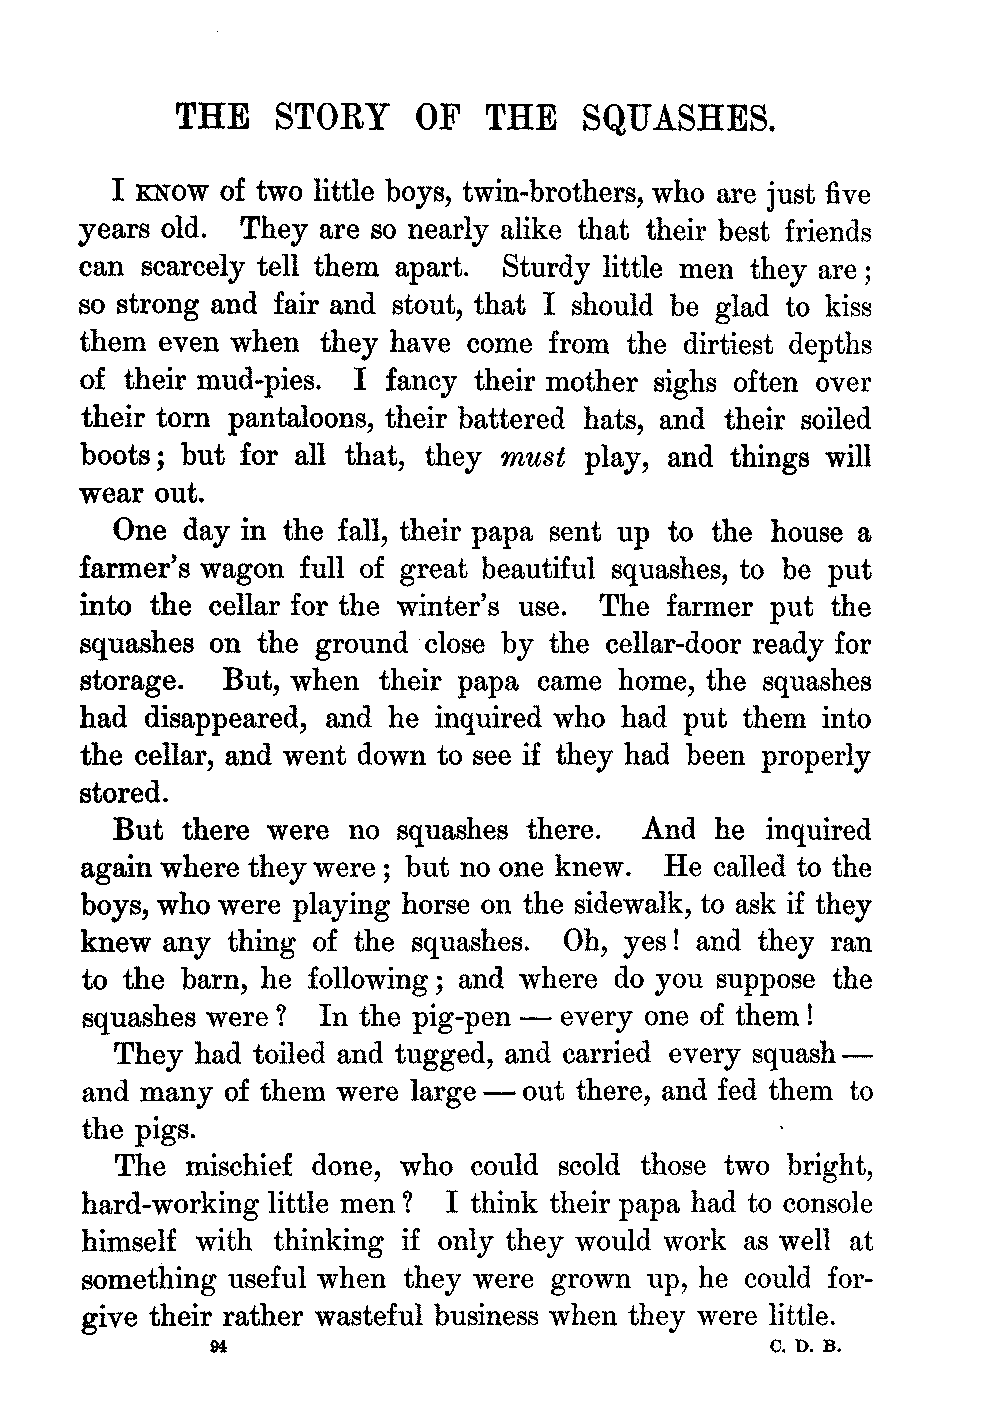 THE STORY OF THE SQUASHES.
I KNOW of two little boys, twin-brothers, who are just five
years old. They are so nearly alike that their best friends
can scarcely tell them apart. Sturdy little men they are;
so strong and fair and stout, that I should be glad to kiss
them even when they have come from the dirtiest depths
of their mud-pies. I fancy their mother sighs often over
their torn pantaloons, their battered hats, and their soiled
boots; but for all that, they must play, and things will
wear out.
One day in the fall, their papa sent up to the house a
farmer's wagon full of great beautiful squashes, to be put
into the cellar for the winter's use. The farmer put the
squashes on the ground close by the cellar-door ready for
storage. But, when their papa came home, the squashes
had disappeared, and he inquired who had put them into
the cellar, and went down to see if they had been properly
stored.
But there were no squashes there. And he inquired
again where they were; but no one knew. He called to the
boys, who were playing horse on the sidewalk, to ask if they
knew any thing of the squashes. Oh, yes! and they ran
to the barn, he following; and where do you suppose the
squashes were? In the pig-pen — every one of them!
They had toiled and tugged, and carried every squash —
and many of them were large — out there, and fed them to
the pigs.
The mischief done, who could scold those two bright,
hard-working little men? I think their papa had to console
himself with thinking if only they would work as well at
something useful when they were grown up, he could for-
give their rather wasteful business when they were little.
94 C. D. B.